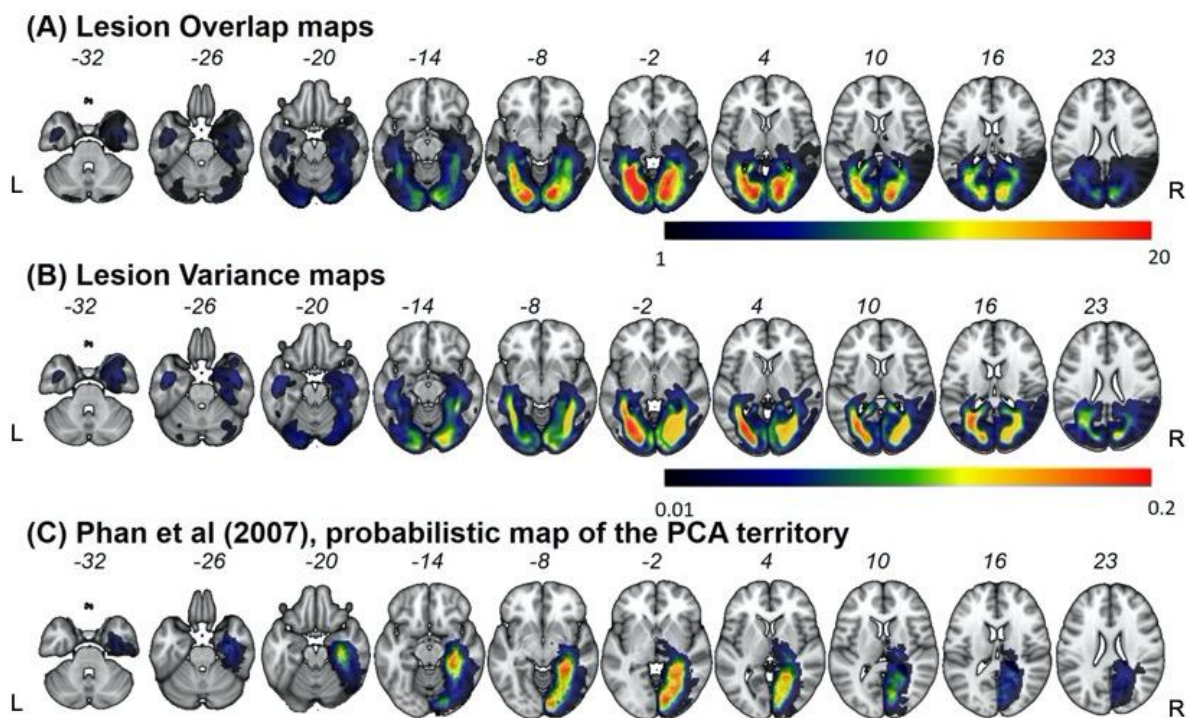 (A) Lesion Overlap maps
-32 -26 -20 -14 -8 -2 4 10 16 23
L R
1 20
(B) Lesion Variance maps
-32 -26 -20 -14 -8 -2 4 10 16 23
L R
0.01 0.2
(C) Phan et al (2007), probabilistic map of the PCA territory
-32 -26 -20 -14 -8 -2 4 10 16 23
L R